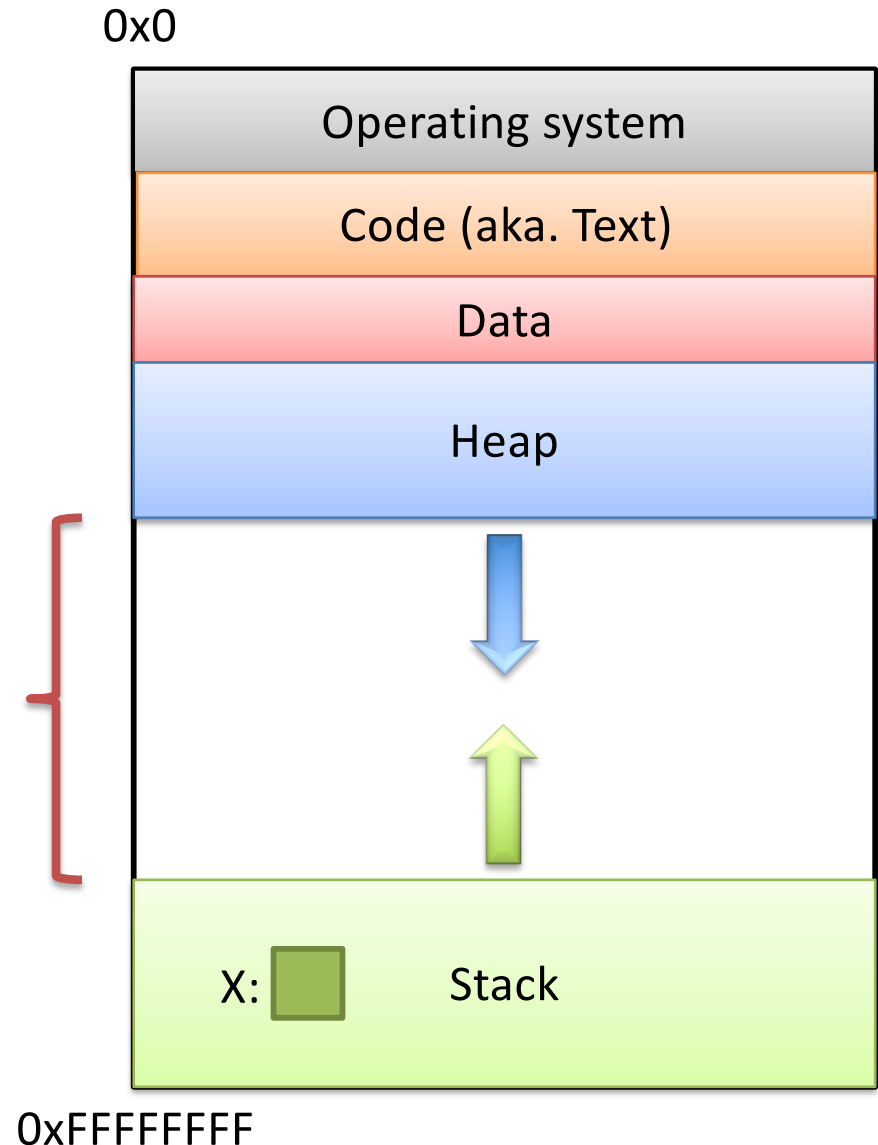 0x0
Operating system
Code (aka. Text)
Data
Heap
X: Stack
0xFFFFFFFF